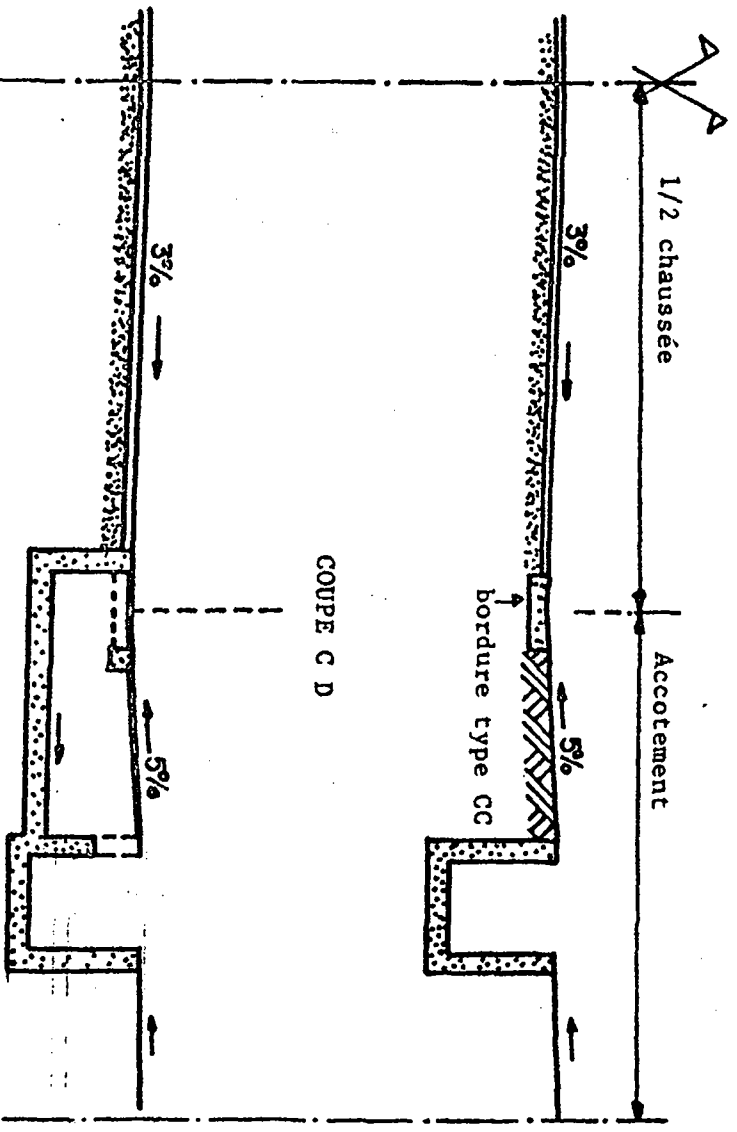 1/2 chaussée
Accotement
3%
5%
bordure type CC
COUPE C D
3%
5%